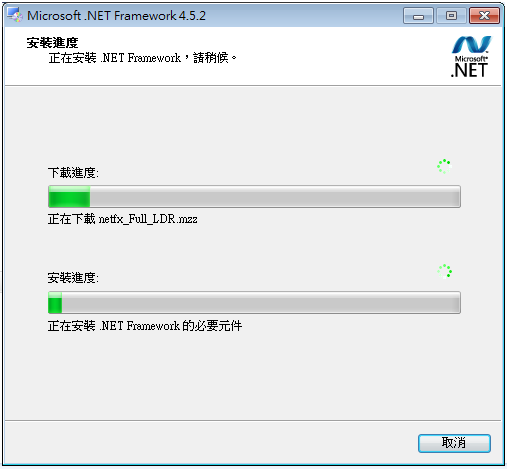 Microsoft .NET Framework 4.5.2
安裝進度
正在安裝 .NET Framework，請稍候。
Microsoft®
.NET
下載進度:
正在下載 netfx_Full_LDR.mzz
安裝進度:
正在安裝 .NET Framework 的必要元件
取消